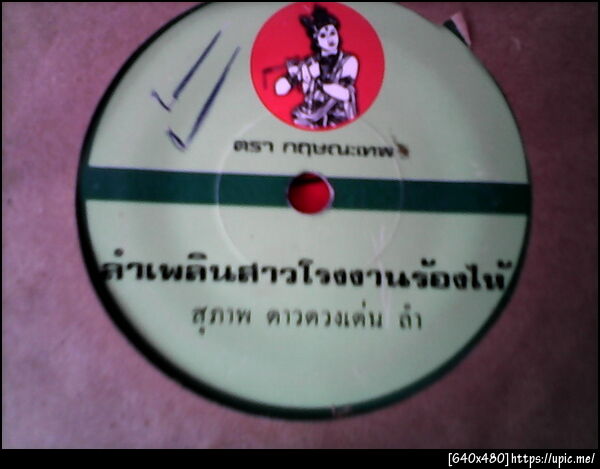 ตรา กฤษณะเทพ
ลำเพลินสาวโรงงานร้องไห้
สุภาพ ดาวดวงเด่น ลำ
[640x480]https://upic.me/